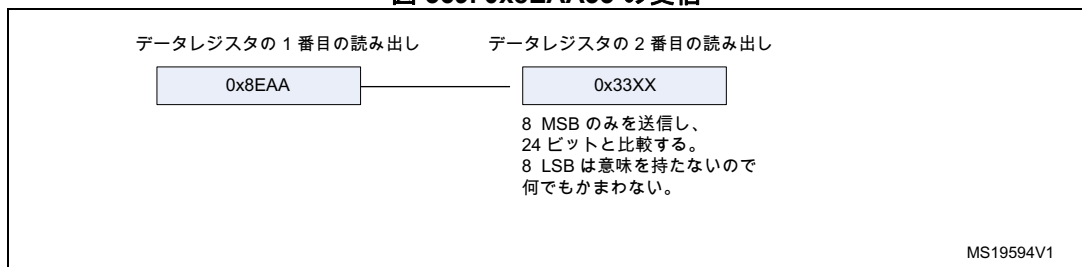 データレジスタの 1 番目の読み出し
データレジスタの 2 番目の読み出し
0x8EAA
0x33XX
8 MSB のみを送信し、
24 ビットと比較する。
8 LSB は意味を持たないので
何でもかまわない。
MS19594V1